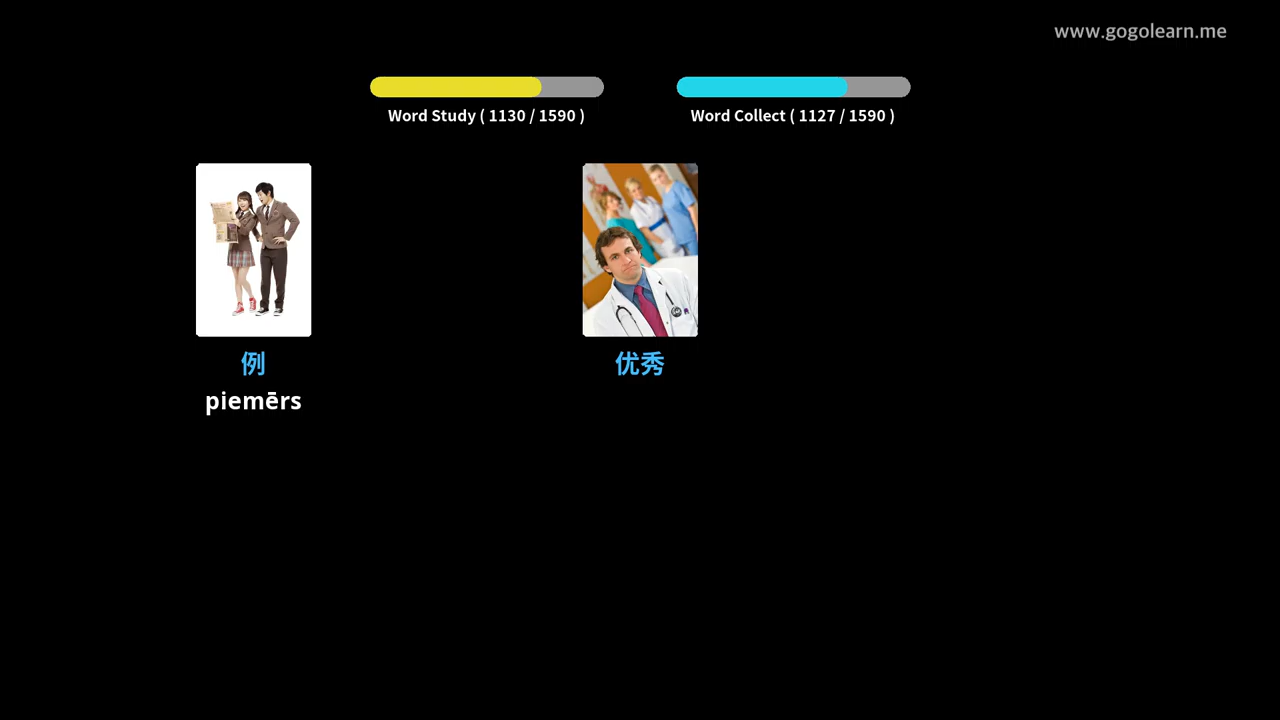 www.gogolearn.me
Word Study ( 1130 / 1590 )
Word Collect ( 1127 / 1590 )
例
piemērs
优秀